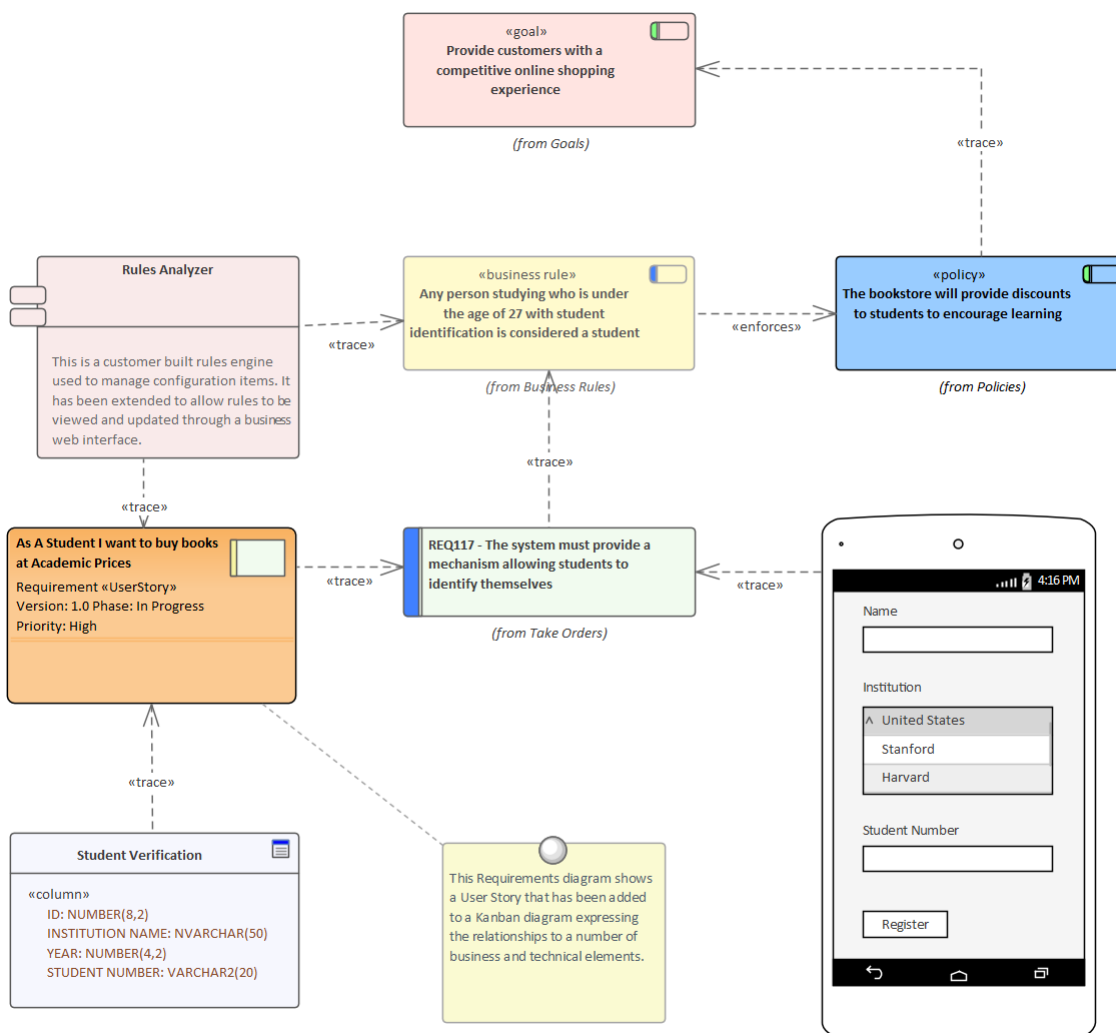 «goal»
Provide customers with a
competitive online shopping
experience
(from Goals)
«trace»
Rules Analyzer
This is a customer built rules engine
used to manage configuration items. It
has been extended to allow rules to be
viewed and updated through a business
web interface.
«trace»
«business rule»
Any person studying who is under
the age of 27 with student
identification is considered a student
(from Business Rules)
«enforces»
«policy»
The bookstore will provide discounts
to students to encourage learning
(from Policies)
«trace»
«trace»
As A Student I want to buy books
at Academic Prices
Requirement «UserStory»
Version: 1.0 Phase: In Progress
Priority: High
«trace»
REQ117 - The system must provide a
mechanism allowing students to
identify themselves
(from Take Orders)
«trace»
4:16 PM
Name
Institution
United States
Stanford
Harvard
Student Number
Register
«trace»
Student Verification
«column»
ID: NUMBER(8,2)
INSTITUTION NAME: NVARCHAR(50)
YEAR: NUMBER(4,2)
STUDENT NUMBER: VARCHAR2(20)
This Requirements diagram shows
a User Story that has been added
to a Kanban diagram expressing
the relationships to a number of
business and technical elements.